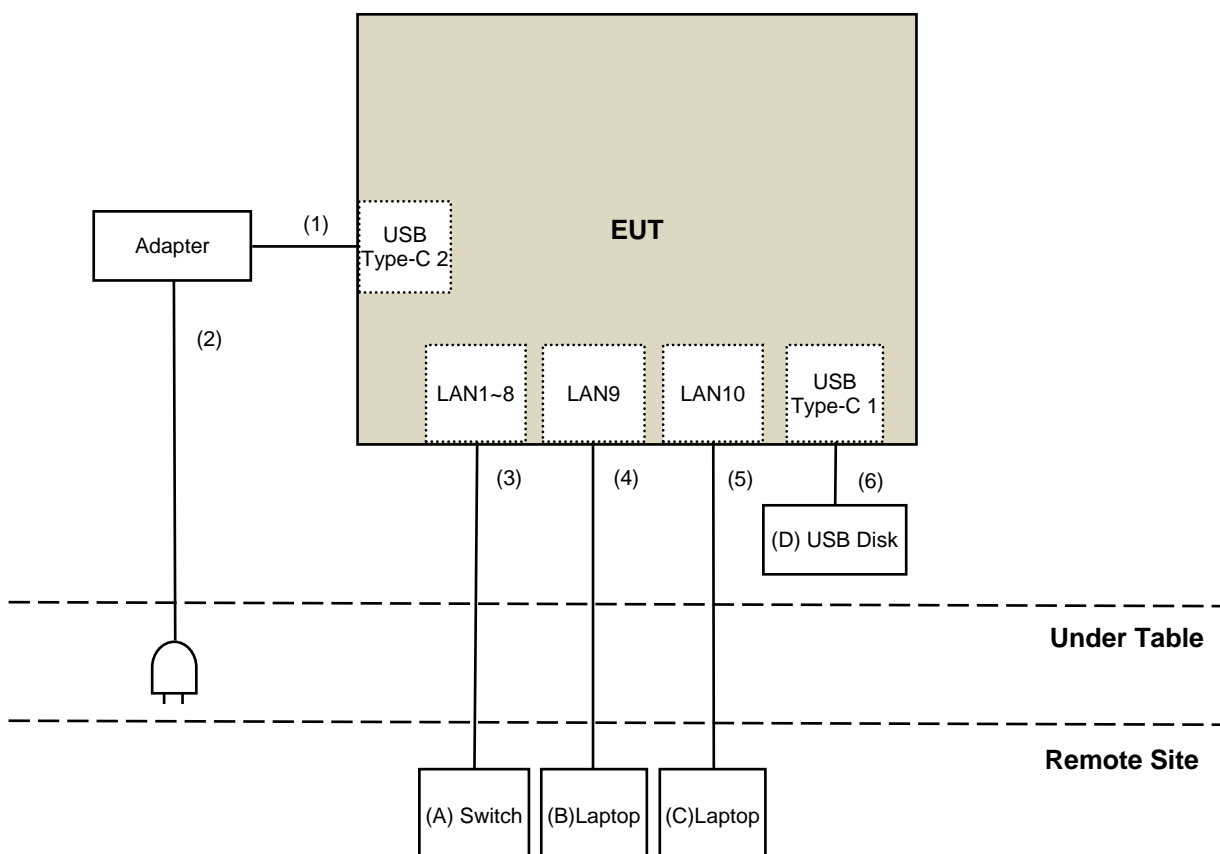 EUT
(1)
Adapter
USB
Type-C 2
(2)
LAN1~8
LAN9
LAN10
USB
Type-C 1
(3)
(4)
(5)
(6)
(D) USB Disk
Under Table
Remote Site
(A) Switch
(B)Laptop
(C)Laptop